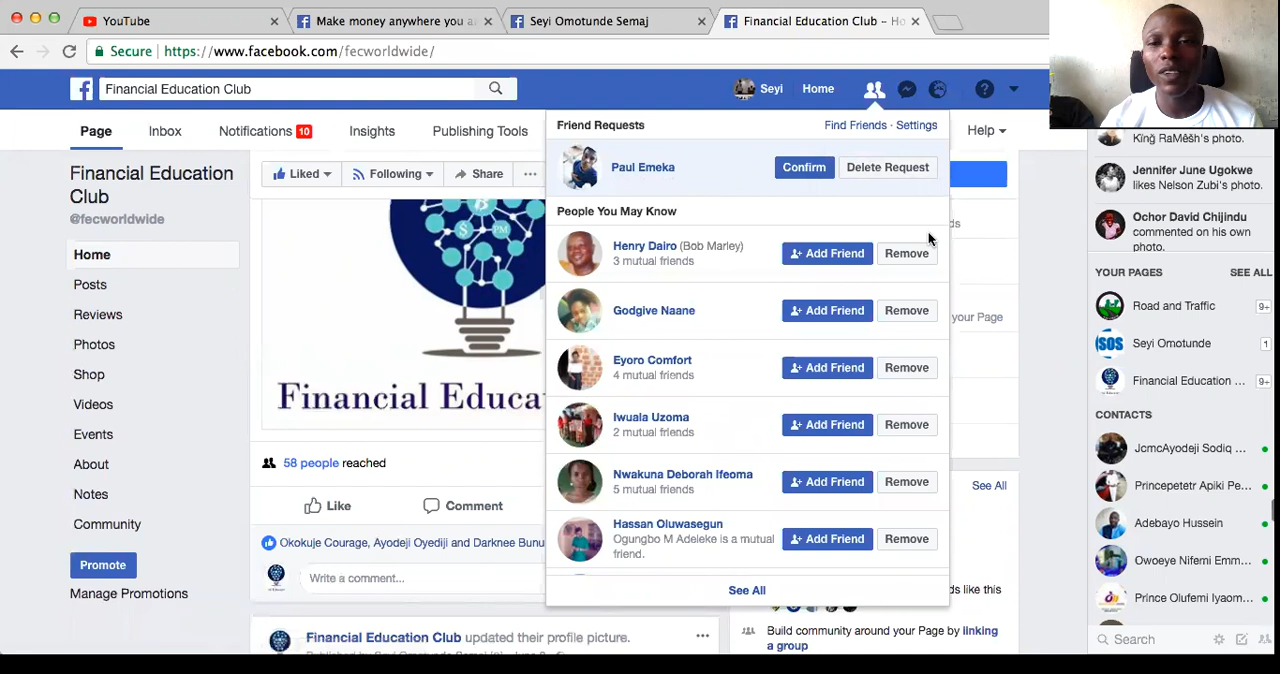 YouTube
Make money anywhere you a
Seyi Omotunde Semaj
Financial Education Club - Ho
Secure
https://www.facebook.com/fecworldwide/
Financial Education Club
Seyi
Home
Page
Inbox
Notifications 10
Insights
Publishing Tools
Help
Financial Education
Club
@fecworldwide
Home
Posts
Reviews
Photos
Shop
Videos
Events
About
Notes
Community
Promote
Manage Promotions
Liked
Following
Share
Financial Educa
58 people reached
Like
Comment
Okokuje Courage, Ayodeji Oyediji and Darknee Bunu
Write a comment...
Financial Education Club updated their profile picture.
Friend Requests
Find Friends · Settings
Paul Emeka
Confirm
Delete Request
People You May Know
Henry Dairo (Bob Marley)
3 mutual friends
Add Friend
Remove
Godgive Naane
Add Friend
Remove
Eyoro Comfort
4 mutual friends
Add Friend
Remove
Iwuala Uzoma
2 mutual friends
Add Friend
Remove
Nwakuna Deborah Ifeoma
5 mutual friends
Add Friend
Remove
Hassan Oluwasegun
Ogungbo M Adeleke is a mutual
friend.
Add Friend
Remove
See All
ds
your Page
See All
ds like this
Build community around your Page by linking
a group
King RaMêsh's photo.
Jennifer June Ugokwe
likes Nelson Zubi's photo.
Ochor David Chijindu
commented on his own
photo.
YOUR PAGES
SEE ALL
Road and Traffic
9+
SOS
Seyi Omotunde
1
Financial Education ...
9+
CONTACTS
JcmcAyodeji Sodiq ...
Princepetetr Apiki Pe...
Adebayo Hussein
Owoeye Nifemi Emm...
Prince Olufemi Iyaom...
Search